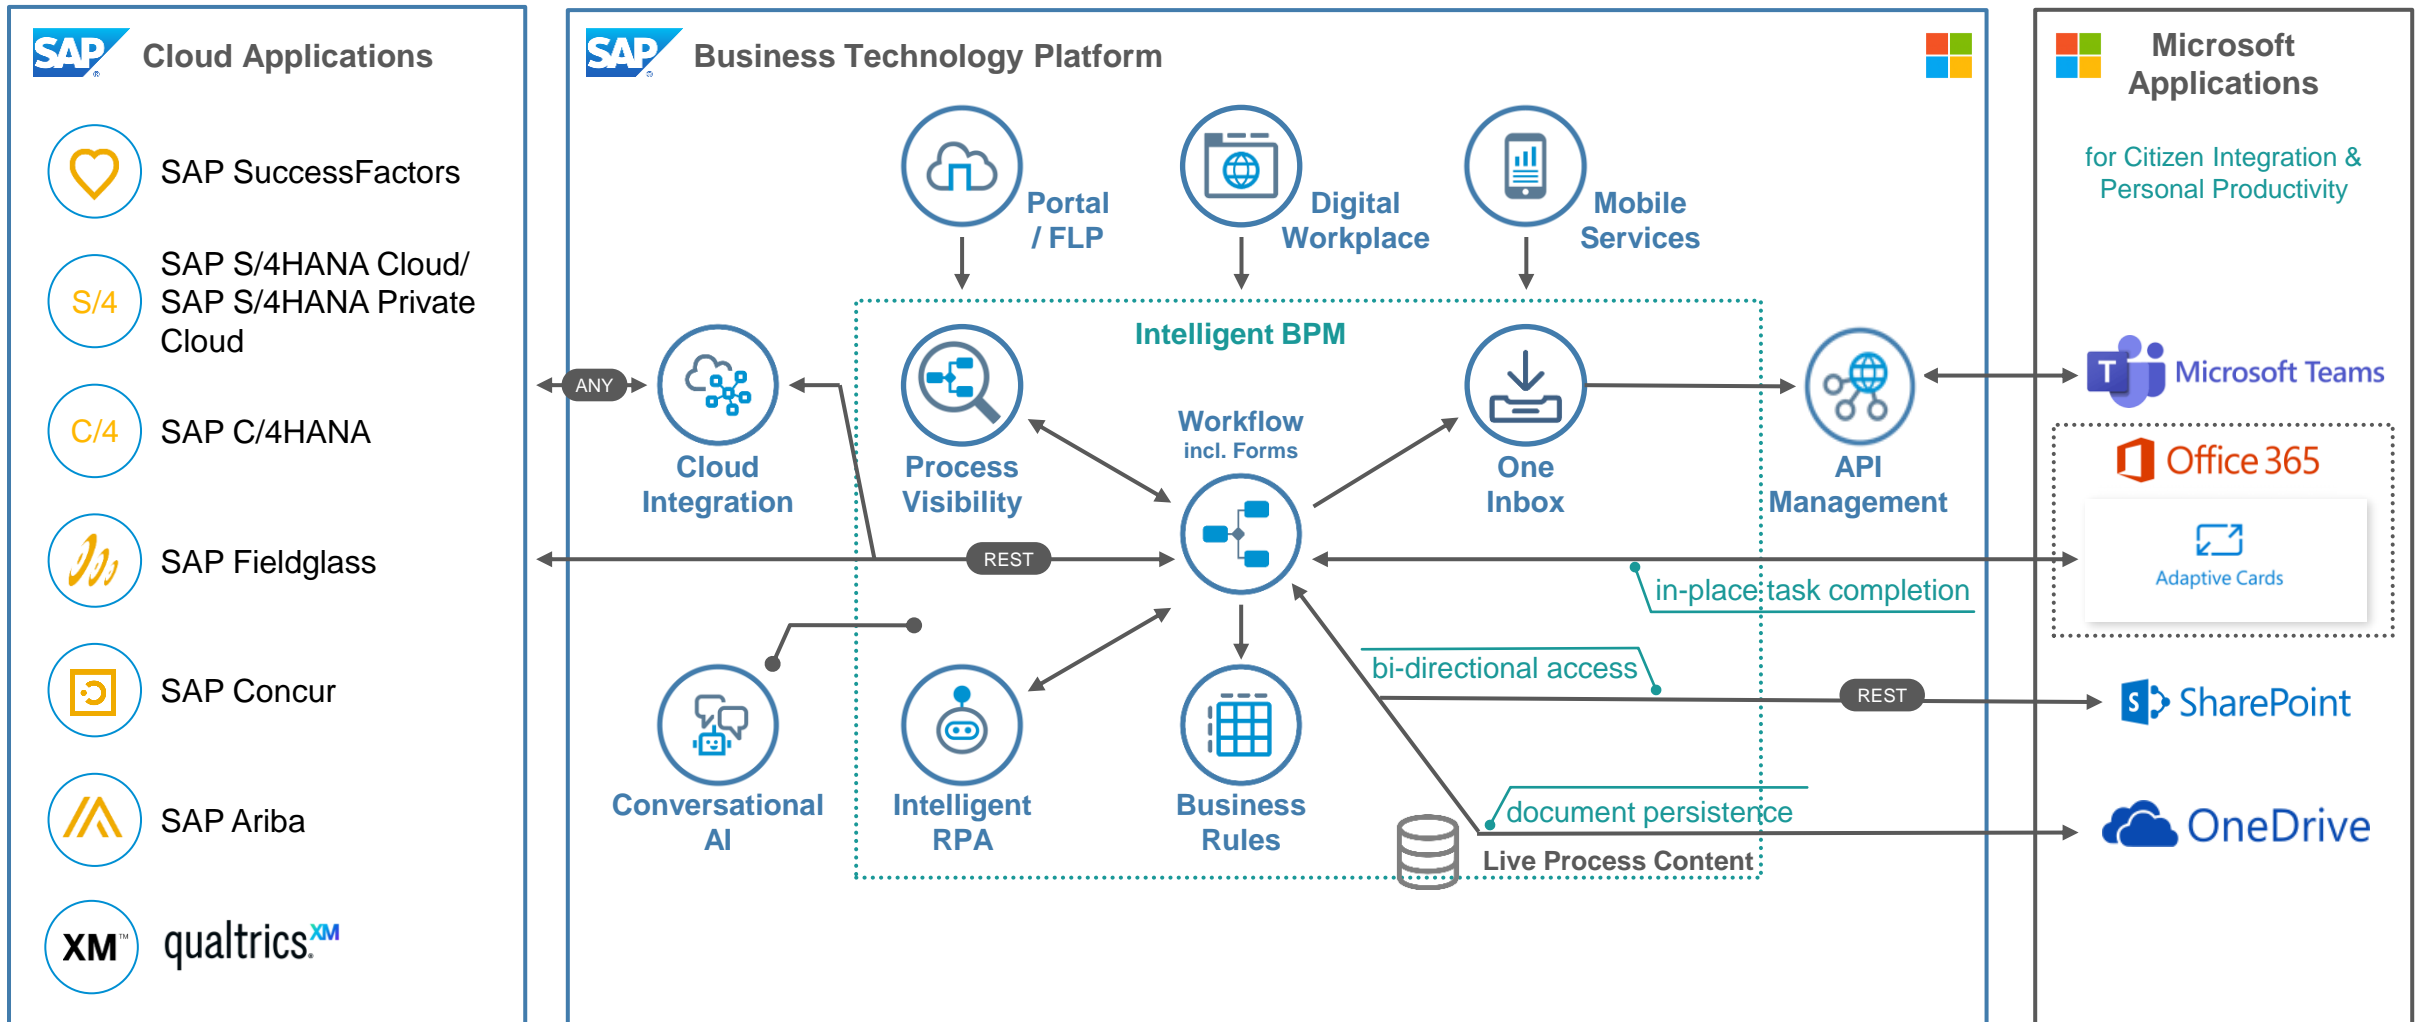 SAP Cloud Applications
SAP SuccessFactors
S/4
SAP S/4HANA Cloud/
SAP S/4HANA Private
Cloud
C/4
SAP C/4HANA
SAP Fieldglass
SAP Concur
SAP Ariba
XM™
qualtrics.XM
SAP Business Technology Platform
Portal
/ FLP
Digital
Workplace
Mobile
Services
Intelligent BPM
ANY
Cloud
Integration
Process
Visibility
Workflow
incl. Forms
One
Inbox
API
Management
REST
in-place task completion
bi-directional access
REST
Conversational
AI
Intelligent
RPA
Business
Rules
document persistence
Live Process Content
Microsoft
Applications
for Citizen Integration &
Personal Productivity
T Microsoft Teams
Office 365
Adaptive Cards
S SharePoint
OneDrive